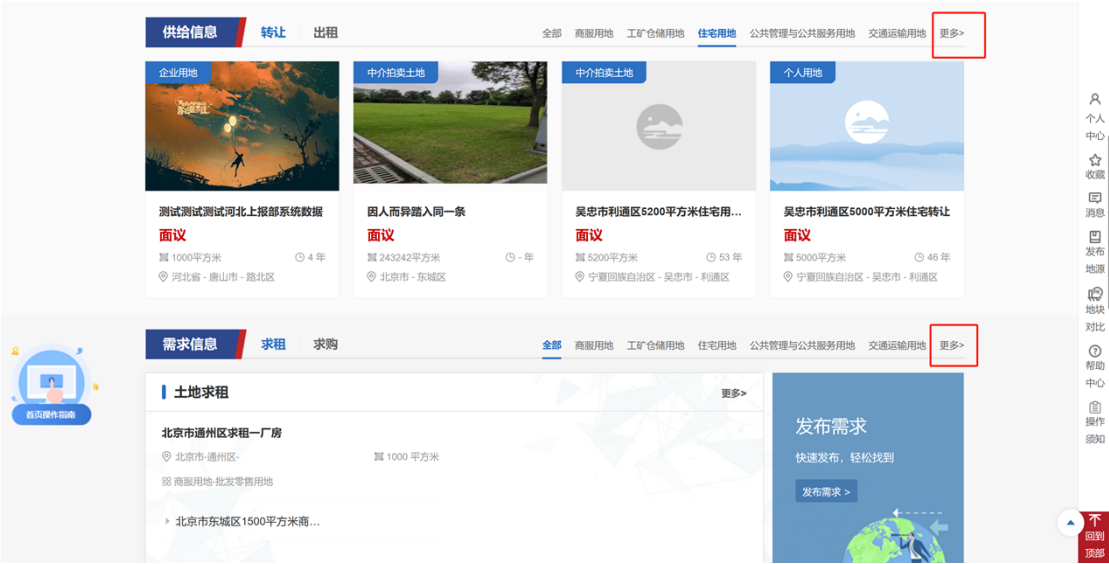 供给信息 转让 出租 全部 商服用地 工矿仓储用地 住宅用地 公共管理与公共服务用地 交通运输用地 更多>
企业用地 中介拍卖土地 中介拍卖土地 个人用地
测试测试测试河北上报部系统数据 因人而异踏入同一条 吴忠市利通区5200平方米住宅用... 吴忠市利通区5000平方米住宅转让
面议 面议 面议 面议
1000平方米 4 年 243242平方米 - 年 5200平方米 53 年 5000平方米 46 年
河北省 - 唐山市 - 路北区 北京市 - 东城区 宁夏回族自治区 - 吴忠市 - 利通区 宁夏回族自治区 - 吴忠市 - 利通区
需求信息 求租 求购 全部 商服用地 工矿仓储用地 住宅用地 公共管理与公共服务用地 交通运输用地 更多>
土地求租 更多>
北京市通州区求租一厂房
北京市-通州区- 1000 平方米
商服用地-批发零售用地
北京市东城区1500平方米商...
发布需求
快速发布，轻松找到
发布需求 >
首页操作指南
个人
中心
收藏
消息
发布
地源
地块
对比
帮助
中心
操作
须知
回到
顶部